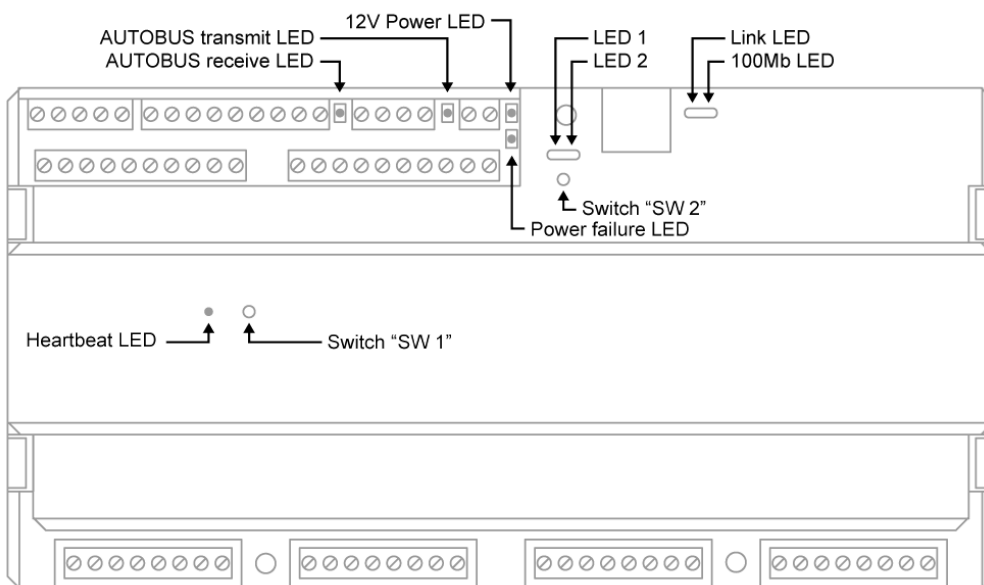 12V Power LED
AUTOBUS transmit LED
AUTOBUS receive LED
LED 1
LED 2
Link LED
100Mb LED
Switch “SW 2”
Power failure LED
Heartbeat LED
Switch “SW 1”